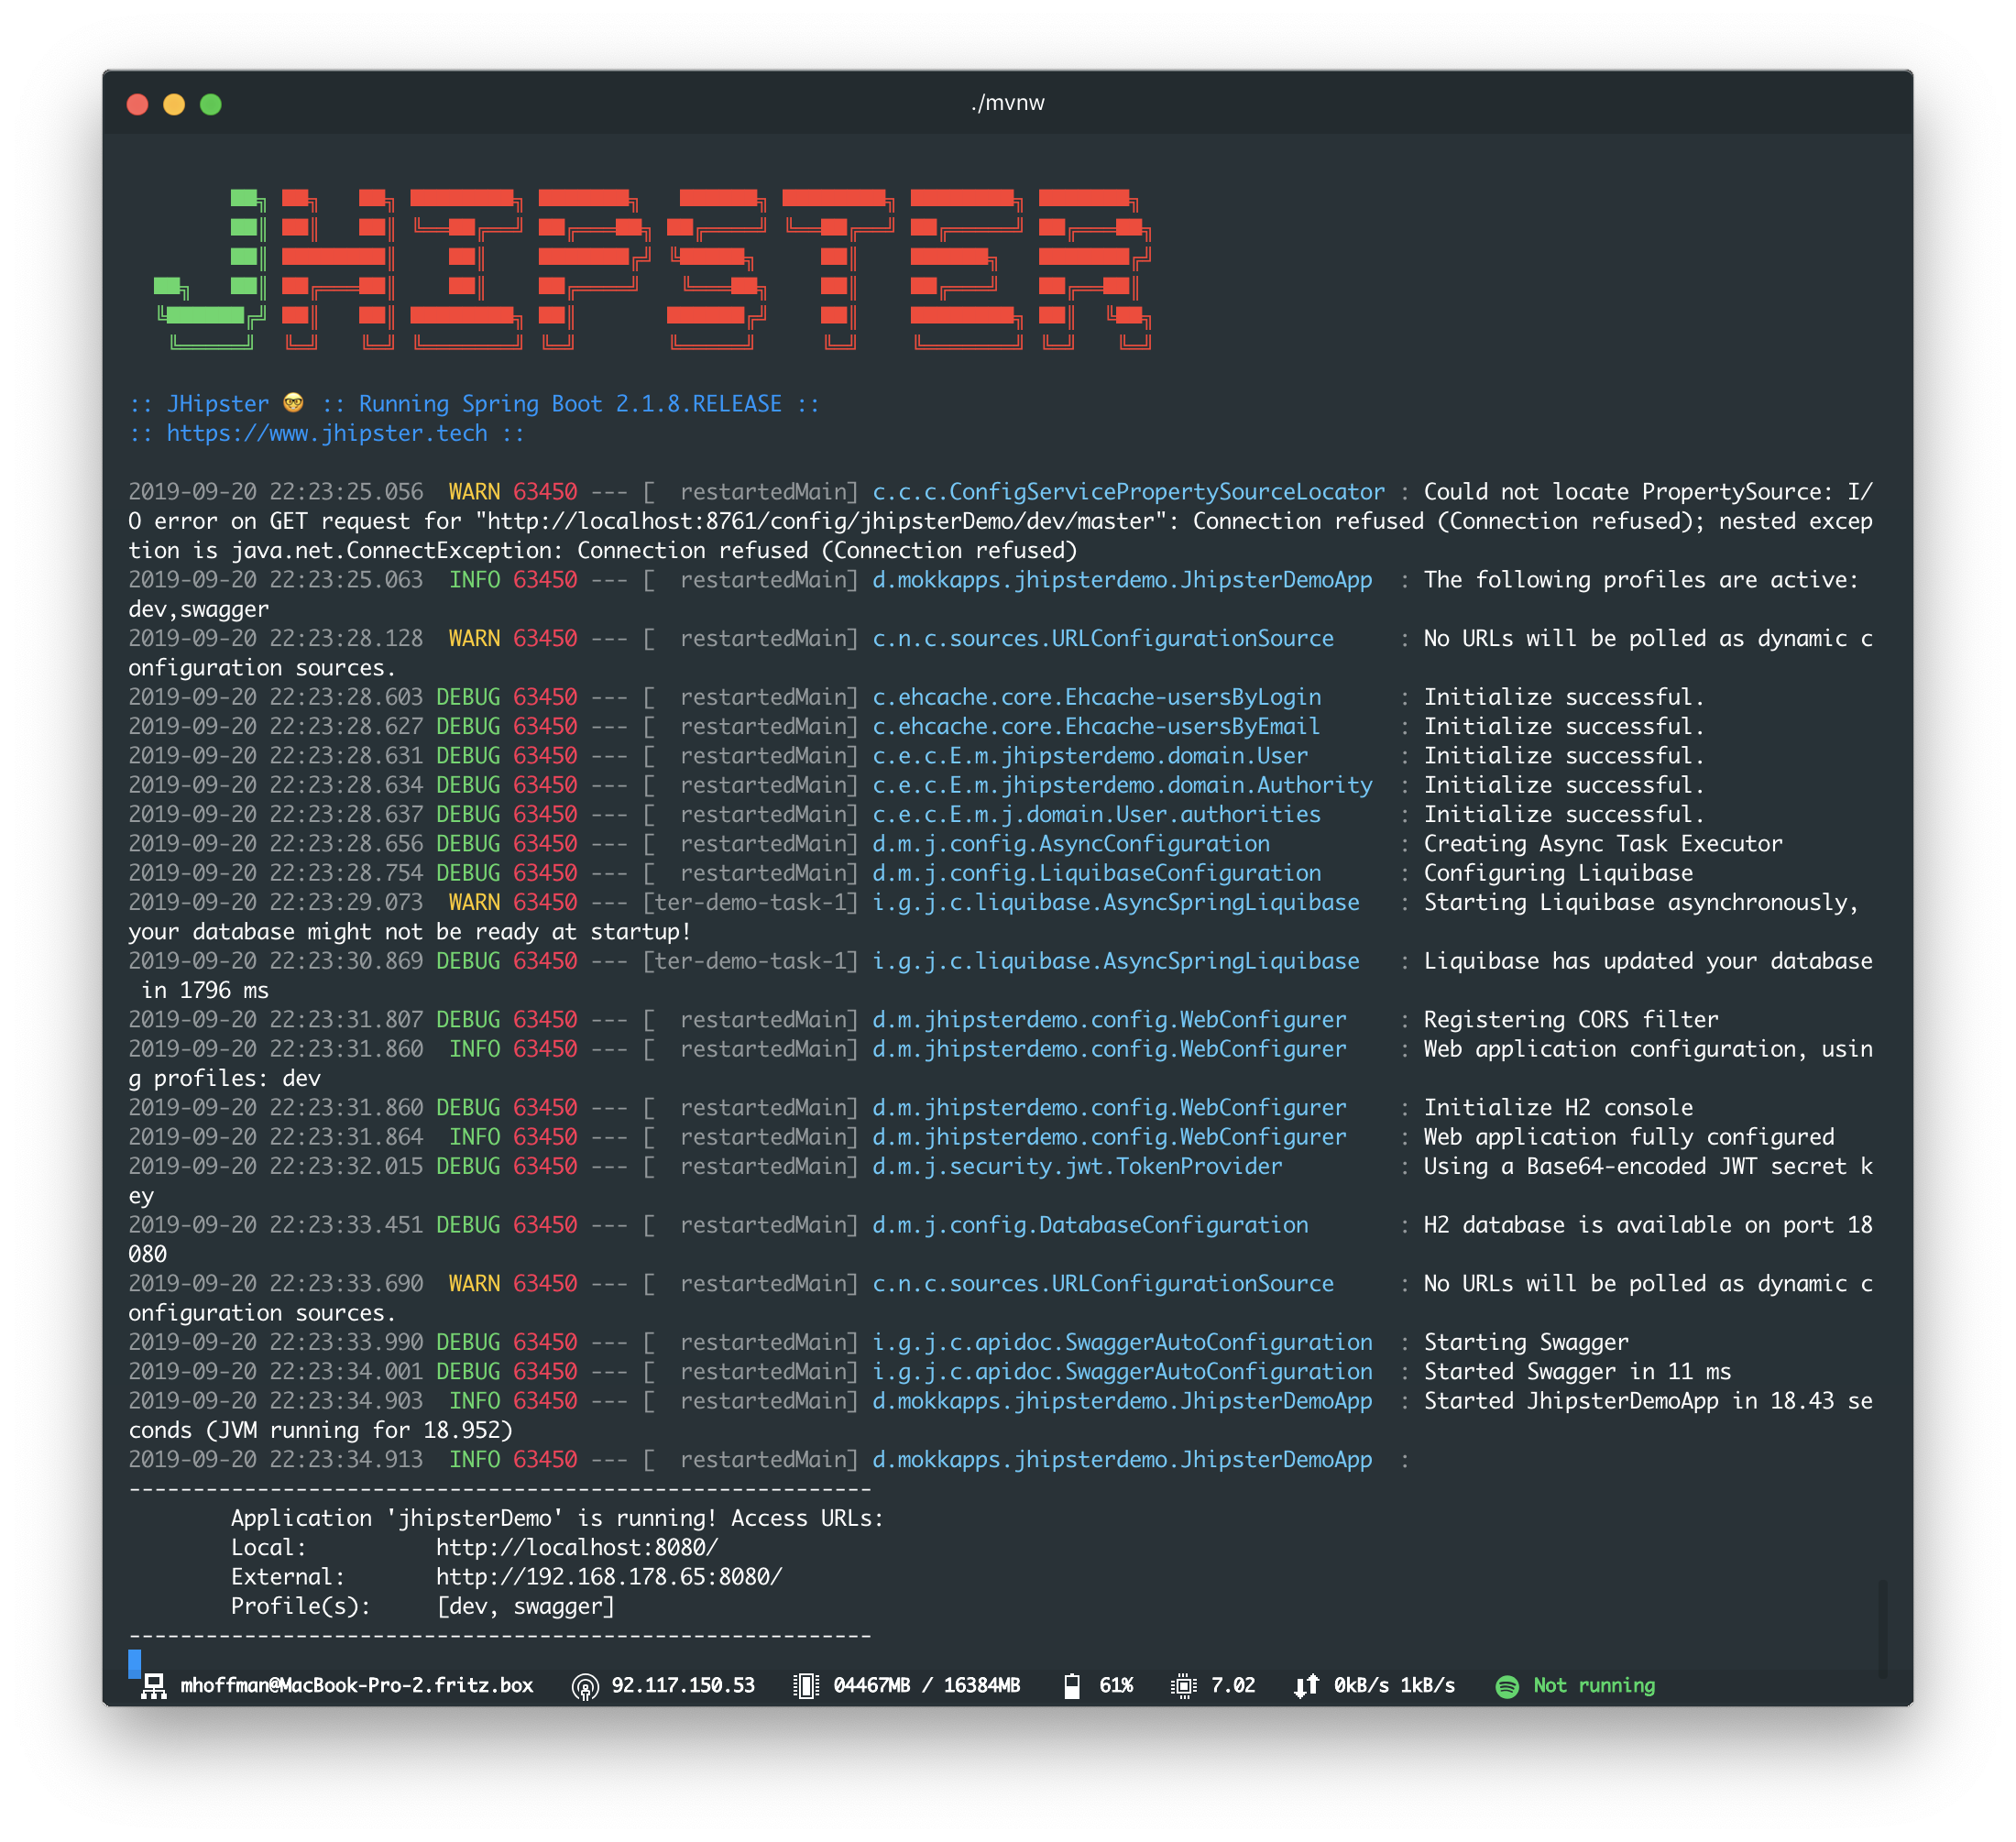 ./mvnw
JHIPSTER
:: JHipster 🤓 :: Running Spring Boot 2.1.8.RELEASE ::
:: https://www.jhipster.tech ::
2019-09-20 22:23:25.056  WARN 63450 --- [  restartedMain] c.c.c.ConfigServicePropertySourceLocator : Could not locate PropertySource: I/
O error on GET request for "http://localhost:8761/config/jhipsterDemo/dev/master": Connection refused (Connection refused); nested excep
tion is java.net.ConnectException: Connection refused (Connection refused)
2019-09-20 22:23:25.063  INFO 63450 --- [  restartedMain] d.mokkapps.jhipsterdemo.JhipsterDemoApp  : The following profiles are active:
dev,swagger
2019-09-20 22:23:28.128  WARN 63450 --- [  restartedMain] c.n.c.sources.URLConfigurationSource     : No URLs will be polled as dynamic c
onfiguration sources.
2019-09-20 22:23:28.603 DEBUG 63450 --- [  restartedMain] c.ehcache.core.Ehcache-usersByLogin      : Initialize successful.
2019-09-20 22:23:28.627 DEBUG 63450 --- [  restartedMain] c.ehcache.core.Ehcache-usersByEmail      : Initialize successful.
2019-09-20 22:23:28.631 DEBUG 63450 --- [  restartedMain] c.e.c.E.m.jhipsterdemo.domain.User       : Initialize successful.
2019-09-20 22:23:28.634 DEBUG 63450 --- [  restartedMain] c.e.c.E.m.jhipsterdemo.domain.Authority  : Initialize successful.
2019-09-20 22:23:28.637 DEBUG 63450 --- [  restartedMain] c.e.c.E.m.j.domain.User.authorities      : Initialize successful.
2019-09-20 22:23:28.656 DEBUG 63450 --- [  restartedMain] d.m.j.config.AsyncConfiguration          : Creating Async Task Executor
2019-09-20 22:23:28.754 DEBUG 63450 --- [  restartedMain] d.m.j.config.LiquibaseConfiguration      : Configuring Liquibase
2019-09-20 22:23:29.073  WARN 63450 --- [ter-demo-task-1] i.g.j.c.liquibase.AsyncSpringLiquibase   : Starting Liquibase asynchronously,
your database might not be ready at startup!
2019-09-20 22:23:30.869 DEBUG 63450 --- [ter-demo-task-1] i.g.j.c.liquibase.AsyncSpringLiquibase   : Liquibase has updated your database
 in 1796 ms
2019-09-20 22:23:31.807 DEBUG 63450 --- [  restartedMain] d.m.jhipsterdemo.config.WebConfigurer    : Registering CORS filter
2019-09-20 22:23:31.860  INFO 63450 --- [  restartedMain] d.m.jhipsterdemo.config.WebConfigurer    : Web application configuration, usin
g profiles: dev
2019-09-20 22:23:31.860 DEBUG 63450 --- [  restartedMain] d.m.jhipsterdemo.config.WebConfigurer    : Initialize H2 console
2019-09-20 22:23:31.864  INFO 63450 --- [  restartedMain] d.m.jhipsterdemo.config.WebConfigurer    : Web application fully configured
2019-09-20 22:23:32.015 DEBUG 63450 --- [  restartedMain] d.m.j.security.jwt.TokenProvider         : Using a Base64-encoded JWT secret k
ey
2019-09-20 22:23:33.451 DEBUG 63450 --- [  restartedMain] d.m.j.config.DatabaseConfiguration       : H2 database is available on port 18
080
2019-09-20 22:23:33.690  WARN 63450 --- [  restartedMain] c.n.c.sources.URLConfigurationSource     : No URLs will be polled as dynamic c
onfiguration sources.
2019-09-20 22:23:33.990 DEBUG 63450 --- [  restartedMain] i.g.j.c.apidoc.SwaggerAutoConfiguration  : Starting Swagger
2019-09-20 22:23:34.001 DEBUG 63450 --- [  restartedMain] i.g.j.c.apidoc.SwaggerAutoConfiguration  : Started Swagger in 11 ms
2019-09-20 22:23:34.903  INFO 63450 --- [  restartedMain] d.mokkapps.jhipsterdemo.JhipsterDemoApp  : Started JhipsterDemoApp in 18.43 se
conds (JVM running for 18.952)
2019-09-20 22:23:34.913  INFO 63450 --- [  restartedMain] d.mokkapps.jhipsterdemo.JhipsterDemoApp  :
----------------------------------------------------------
        Application 'jhipsterDemo' is running! Access URLs:
        Local:          http://localhost:8080/
        External:       http://192.168.178.65:8080/
        Profile(s):     [dev, swagger]
----------------------------------------------------------
mhoffman@MacBook-Pro-2.fritz.box 92.117.150.53 04467MB / 16384MB 61% 7.02 0kB/s 1kB/s Not running